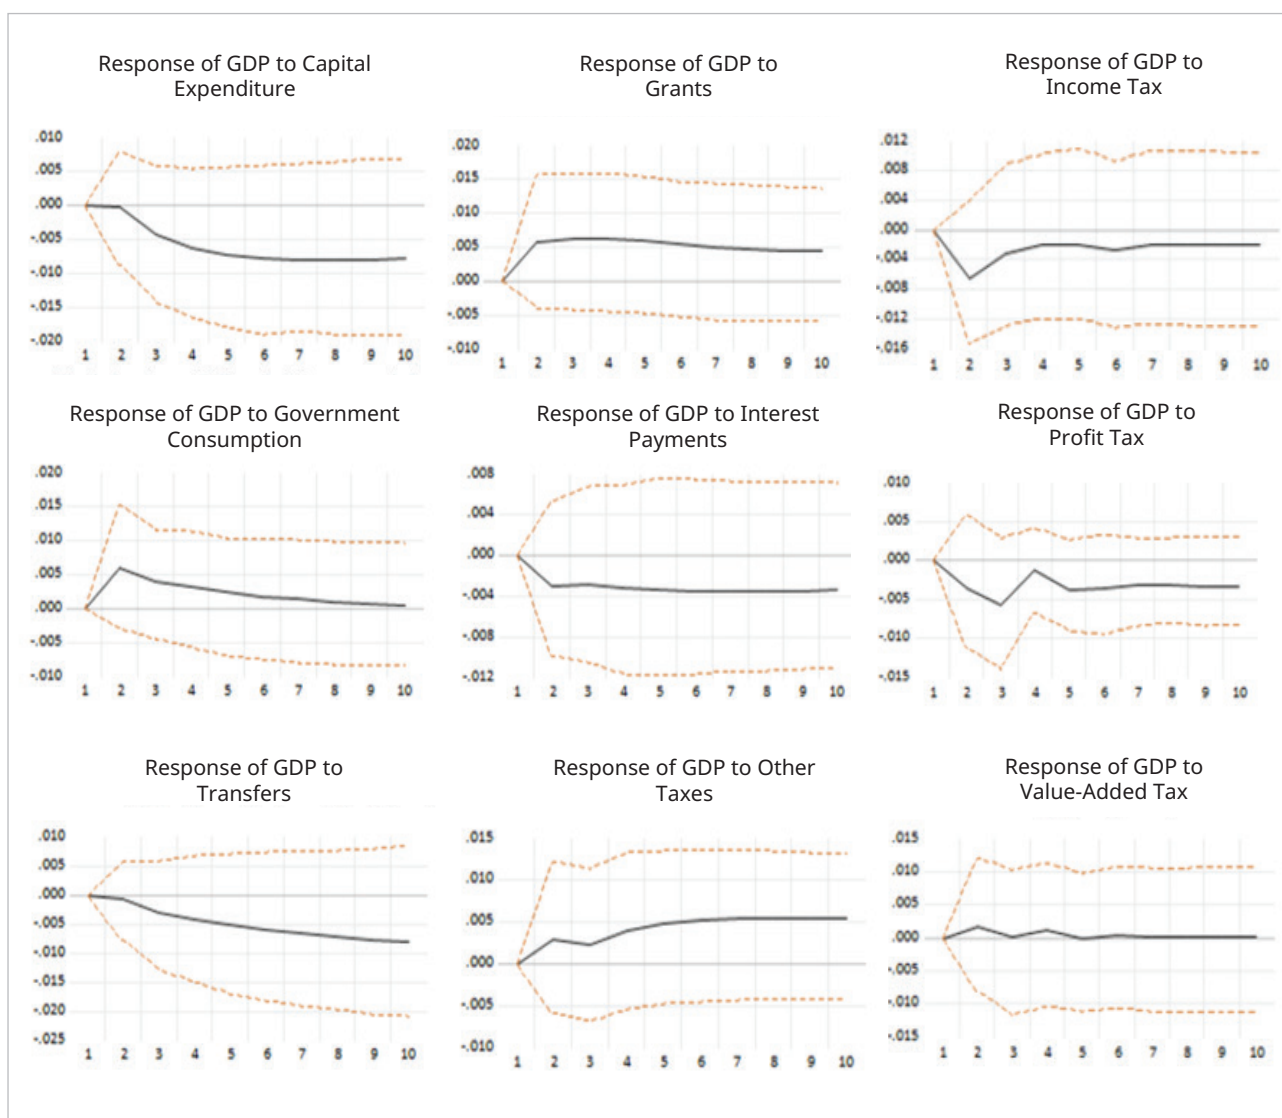 Response of GDP to Capital
Expenditure
.010
.005
.000
-.005
-.010
-.015
-.020
1 2 3 4 5 6 7 8 9 10
Response of GDP to
Grants
.020
.015
.010
.005
.000
-.005
-.010
1 2 3 4 5 6 7 8 9 10
Response of GDP to
Income Tax
.012
.008
.004
.000
-.004
-.008
-.012
-.016
1 2 3 4 5 6 7 8 9 10
Response of GDP to Government
Consumption
.020
.015
.010
.005
.000
-.005
-.010
1 2 3 4 5 6 7 8 9 10
Response of GDP to Interest
Payments
.008
.004
.000
-.004
-.008
-.012
1 2 3 4 5 6 7 8 9 10
Response of GDP to
Profit Tax
.010
.005
.000
-.005
-.010
-.015
1 2 3 4 5 6 7 8 9 10
Response of GDP to
Transfers
.010
.005
.000
-.005
-.010
-.015
-.020
-.025
1 2 3 4 5 6 7 8 9 10
Response of GDP to Other
Taxes
.015
.010
.005
.000
-.005
-.010
1 2 3 4 5 6 7 8 9 10
Response of GDP to
Value-Added Tax
.015
.010
.005
.000
-.005
-.010
-.015
1 2 3 4 5 6 7 8 9 10